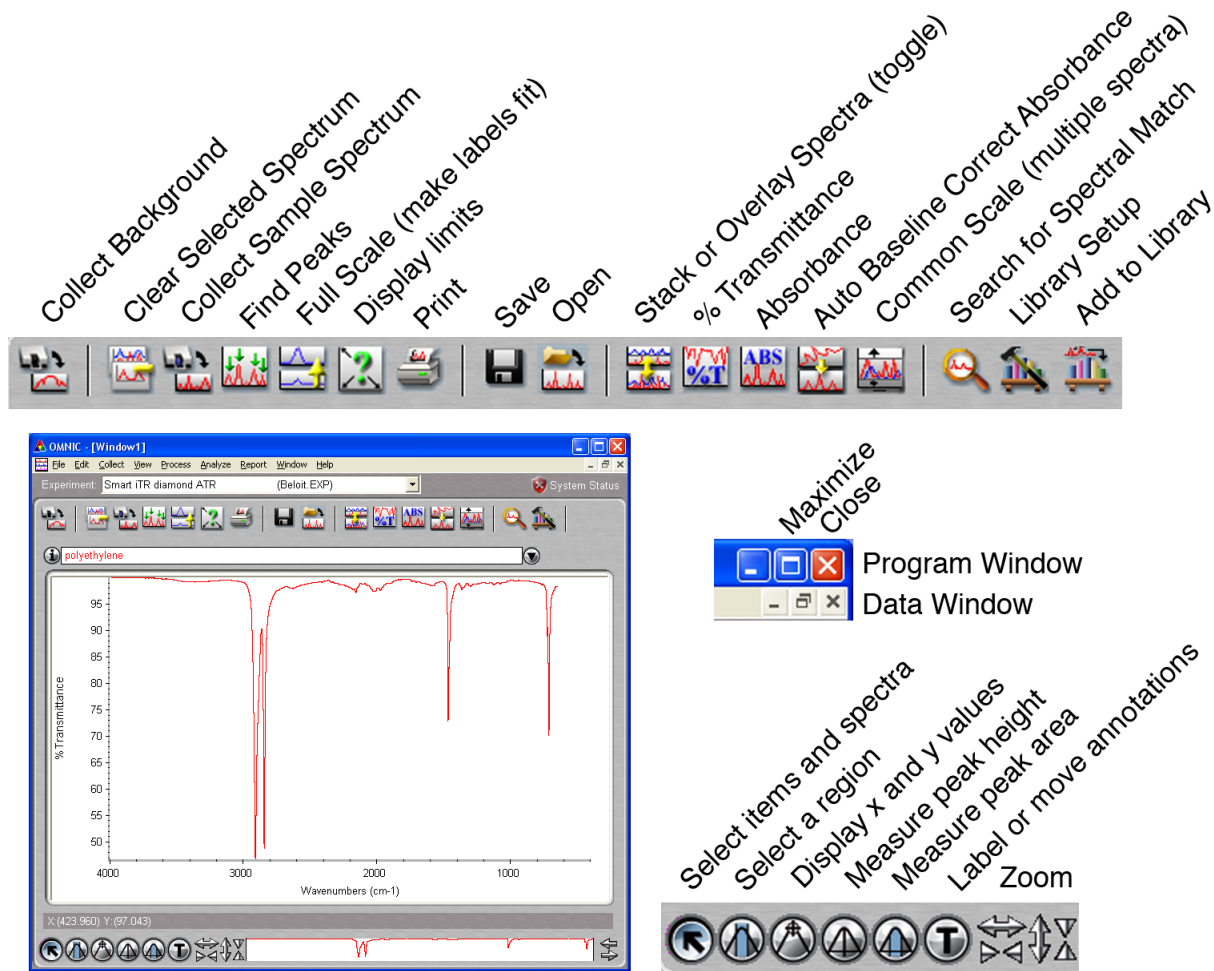 Collect Background
Clear Selected Spectrum
Collect Sample Spectrum
Find Peaks
Full Scale (make labels fit)
Display limits
Print
Save
Open
Stack or Overlay Spectra (toggle)
% Transmittance
Absorbance
Auto Baseline Correct Absorbance
Common Scale (multiple spectra)
Search for Spectral Match
Library Setup
Add to Library
%T
ABS
OMNIC - [Window1]
File Edit Collect View Process Analyze Report Window Help
Experiment: Smart iTR diamond ATR (Beloit.EXP) System Status
%T ABS
polyethylene
95
90
85
80
75
70
65
60
55
50
% Transmittance
4000 3000 2000 1000
Wavenumbers (cm-1)
X:(423.960) Y:(97.043)
T
Maximize
Close
Program Window
Data Window
Select items and spectra
Select a region
Display x and y values
Measure peak height
Measure peak area
Label or move annotations
Zoom
T